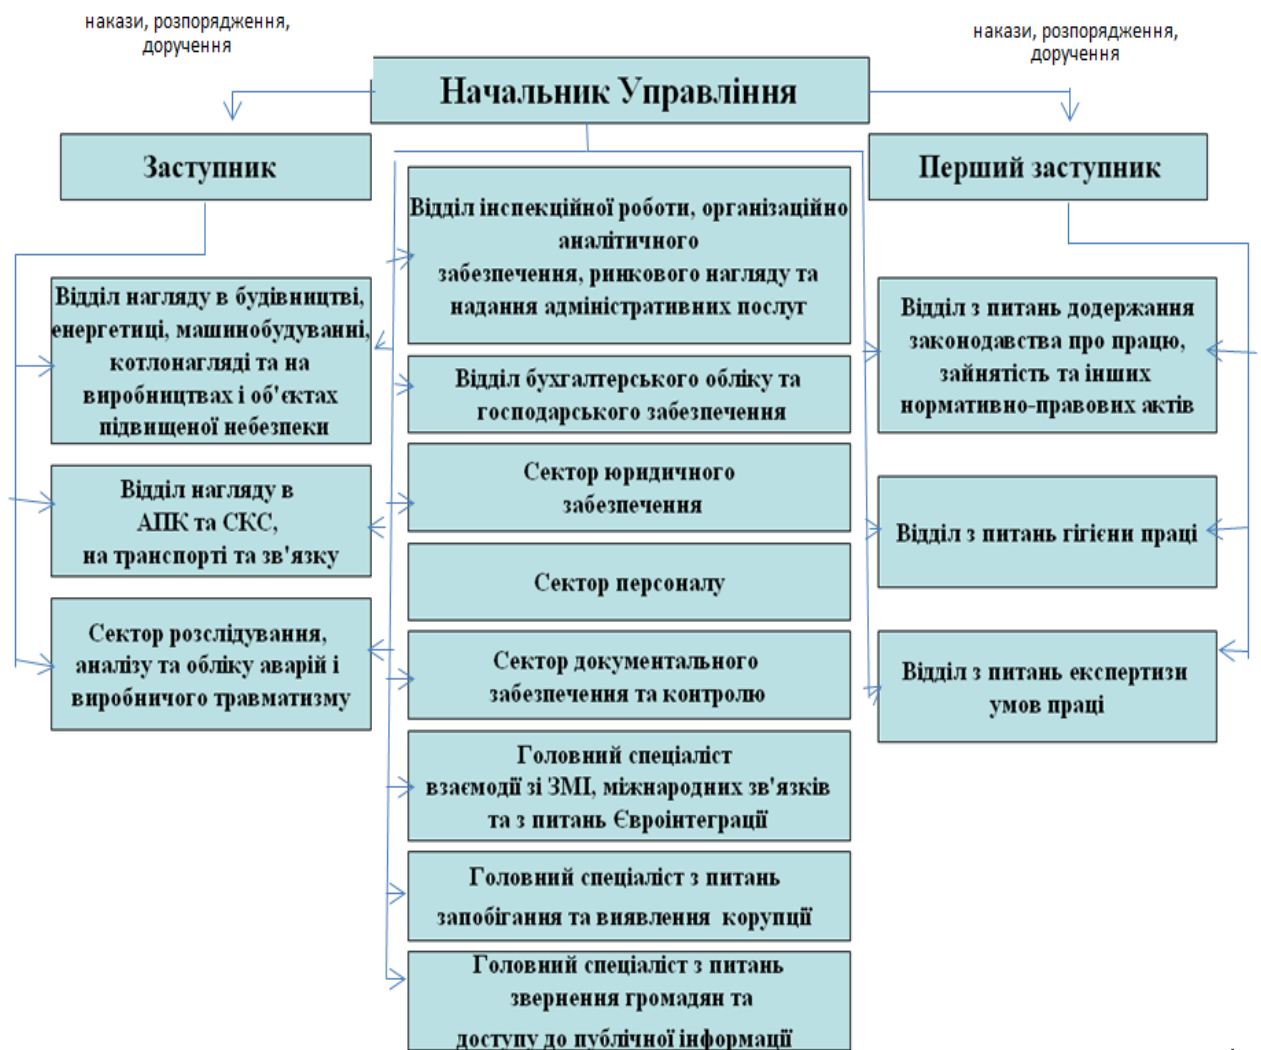 накази, розпорядження,
доручення
накази, розпорядження,
доручення
Начальник Управління
Заступник
Перший заступник
Відділ інспекційної роботи, організаційно
аналітичного
забезпечення, ринкового нагляду та
надання адміністративних послуг
Відділ бухгалтерського обліку та
господарського забезпечення
Сектор юридичного
забезпечення
Сектор персоналу
Сектор документального
забезпечення та контролю
Головний спеціаліст
взаємодії зі ЗМІ, міжнародних зв'язків
та з питань Євроінтеграції
Головний спеціаліст з питань
запобігання та виявлення корупції
Головний спеціаліст з питань
звернення громадян та
доступу до публічної інформації
Відділ нагляду в будівництві,
енергетиці, машинобудуванні,
котлонагляді та на
виробництвах і об'єктах
підвищеної небезпеки
Відділ нагляду в
АПК та СКС,
на транспорті та зв'язку
Сектор розслідування,
аналізу та обліку аварій і
виробничого травматизму
Відділ з питань додержання
законодавства про працю,
зайнятість та інших
нормативно-правових актів
Відділ з питань гігієни праці
Відділ з питань експертизи
умов праці